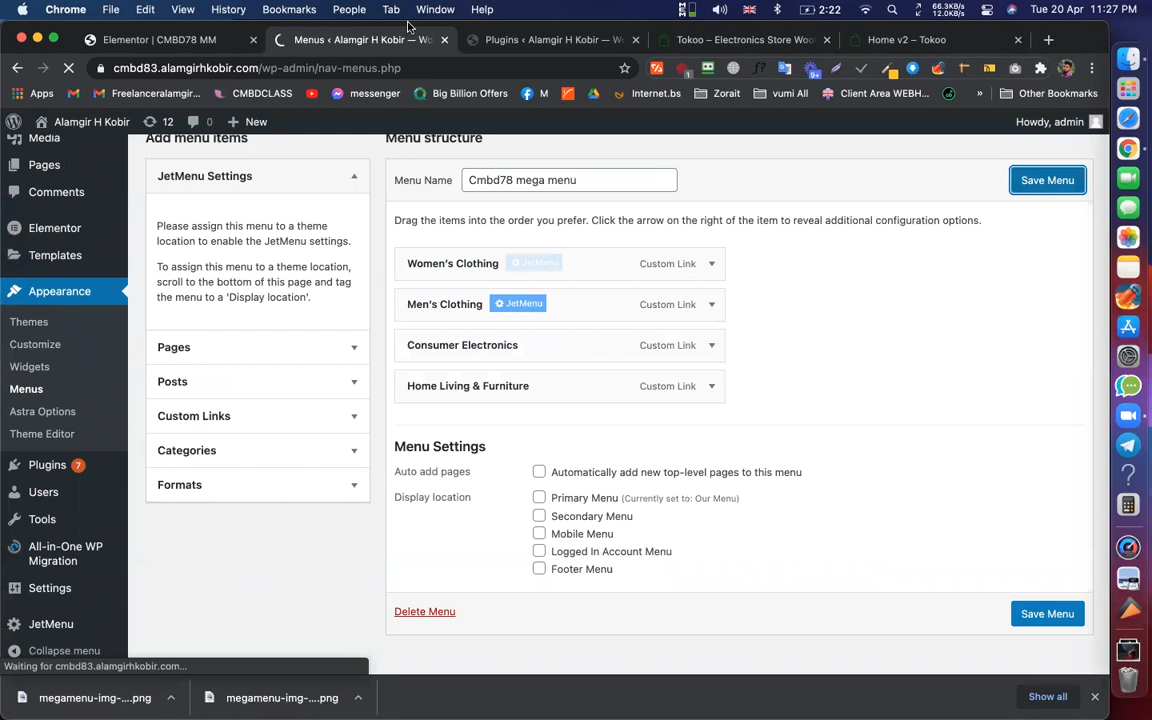 Chrome File Edit View History Bookmarks People Tab Window Help 2:22 66.3KB/s 12.0KB/s Tue 20 Apr 11:27 PM
Elementor | CMBD78 MM
Menus ‹ Alamgir H Kobir — Wo
Plugins ‹ Alamgir H Kobir — W
Tokoo – Electronics Store Woo
Home v2 – Tokoo
cmbd83.alamgirhkobir.com/wp-admin/nav-menus.php
Apps Freelanceralamgir... CMBDCLASS messenger Big Billion Offers M Internet.bs Zorait vumi All Client Area WEBH... » Other Bookmarks
Alamgir H Kobir 12 0 New Howdy, admin
Media
Pages
Comments
Elementor
Templates
Appearance
Themes
Customize
Widgets
Menus
Astra Options
Theme Editor
Plugins 7
Users
Tools
All-in-One WP
Migration
Settings
JetMenu
Collapse menu
Add menu items
JetMenu Settings
Please assign this menu to a theme
location to enable the JetMenu settings.
To assign this menu to a theme location,
scroll to the bottom of this page and tag
the menu to a 'Display location'.
Pages
Posts
Custom Links
Categories
Formats
Menu structure
Menu Name Cmbd78 mega menu Save Menu
Drag the items into the order you prefer. Click the arrow on the right of the item to reveal additional configuration options.
Women's Clothing JetMenu Custom Link
Men's Clothing JetMenu Custom Link
Consumer Electronics Custom Link
Home Living & Furniture Custom Link
Menu Settings
Auto add pages Automatically add new top-level pages to this menu
Display location Primary Menu (Currently set to: Our Menu)
Secondary Menu
Mobile Menu
Logged In Account Menu
Footer Menu
Delete Menu Save Menu
Waiting for cmbd83.alamgirhkobir.com...
megamenu-img-....png
megamenu-img-....png
Show all